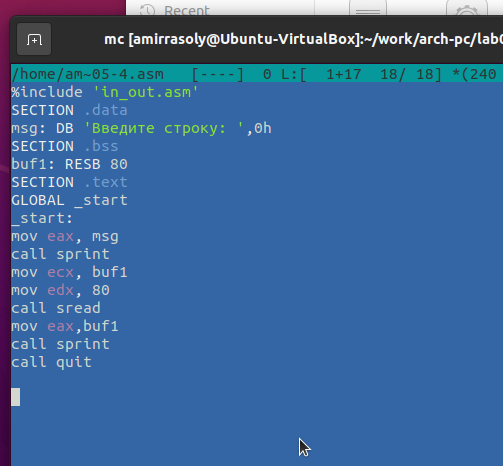 Recent
mc [amirrasoly@Ubuntu-VirtualBox]:~/work/arch-pc/lab0
/home/am~05-4.asm   [----]  0 L:[  1+17  18/ 18] *(240
%include 'in_out.asm'
SECTION .data
msg: DB 'Введите строку: ',0h
SECTION .bss
buf1: RESB 80
SECTION .text
GLOBAL _start
_start:
mov eax, msg
call sprint
mov ecx, buf1
mov edx, 80
call sread
mov eax,buf1
call sprint
call quit